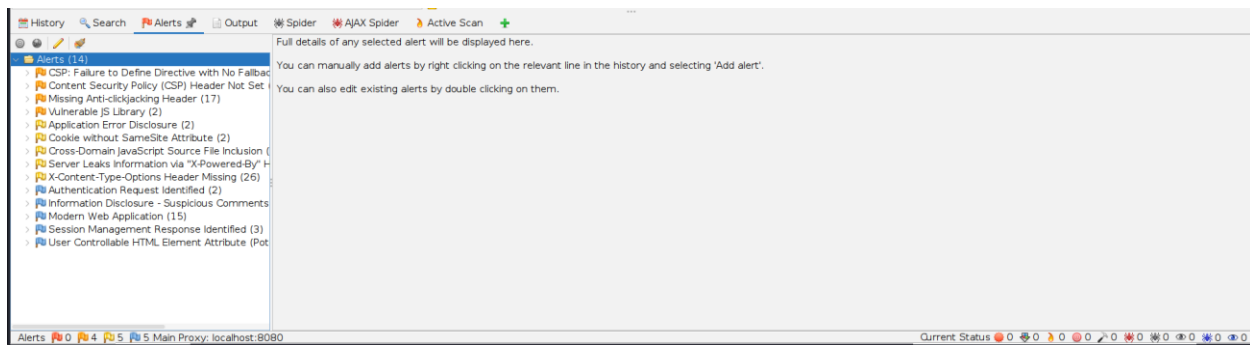 History Search Alerts Output Spider AJAX Spider Active Scan
Full details of any selected alert will be displayed here.
You can manually add alerts by right clicking on the relevant line in the history and selecting 'Add alert'.
You can also edit existing alerts by double clicking on them.
Alerts (14)
CSP: Failure to Define Directive with No Fallbac
Content Security Policy (CSP) Header Not Set (
Missing Anti-clickjacking Header (17)
Vulnerable JS Library (2)
Application Error Disclosure (2)
Cookie without SameSite Attribute (2)
Cross-Domain JavaScript Source File Inclusion (
Server Leaks Information via "X-Powered-By" H
X-Content-Type-Options Header Missing (26)
Authentication Request Identified (2)
Information Disclosure - Suspicious Comments
Modern Web Application (15)
Session Management Response Identified (3)
User Controllable HTML Element Attribute (Pot
Alerts 0 4 5 5 Main Proxy: localhost:8080 Current Status 0 0 0 0 0 0 0 0 0 0